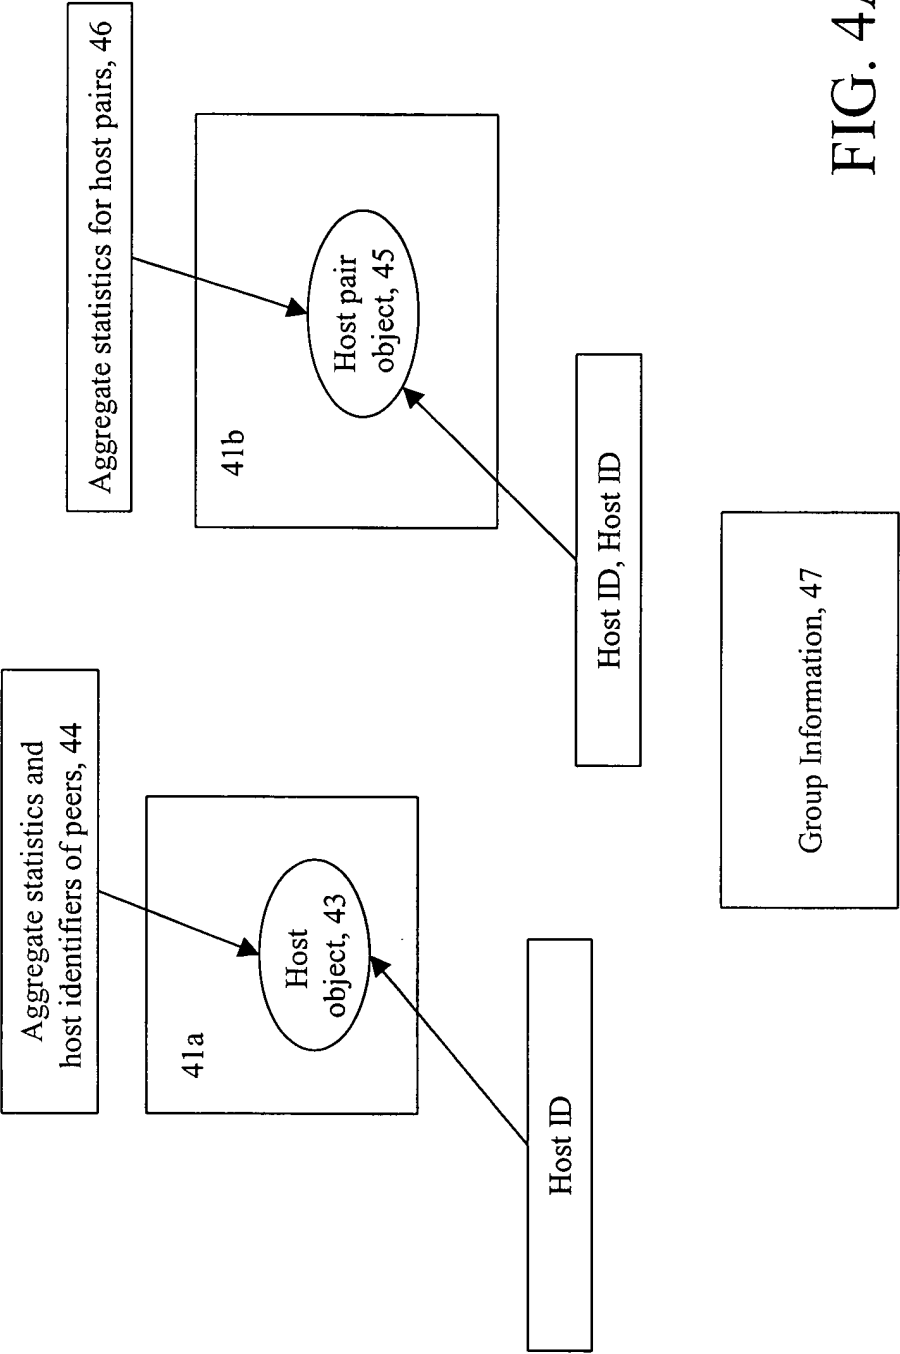 Aggregate statistics and
host identifiers of peers, 44
41a
Host
object, 43
Host ID
Aggregate statistics for host pairs, 46
41b
Host pair
object, 45
Host ID, Host ID
Group Information, 47
FIG. 4A